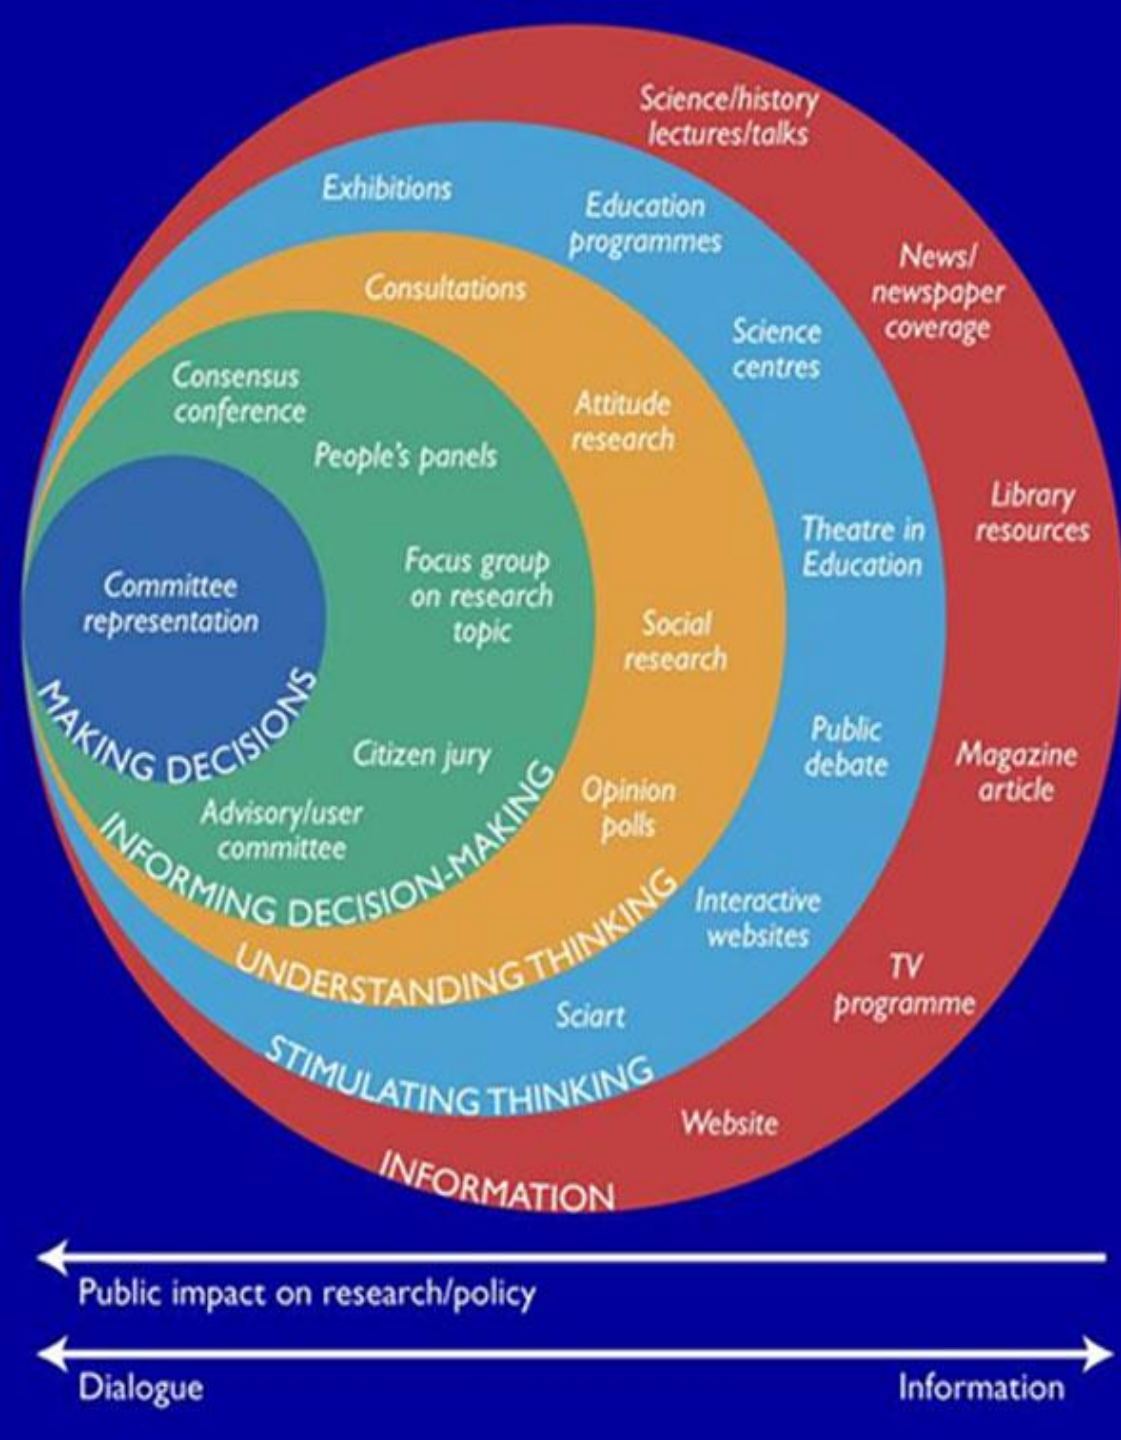 Science/history
lectures/talks
News/
newspaper
coverage
Library
resources
Magazine
article
TV
programme
Website
INFORMATION
Exhibitions
Education
programmes
Science
centres
Theatre in
Education
Public
debate
Interactive
websites
Sciart
STIMULATING THINKING
Consultations
Attitude
research
Social
research
Opinion
polls
UNDERSTANDING THINKING
Consensus
conference
People's panels
Focus group
on research
topic
Citizen jury
Advisory/user
committee
INFORMING DECISION-MAKING
Committee
representation
MAKING DECISIONS
Public impact on research/policy
Dialogue
Information